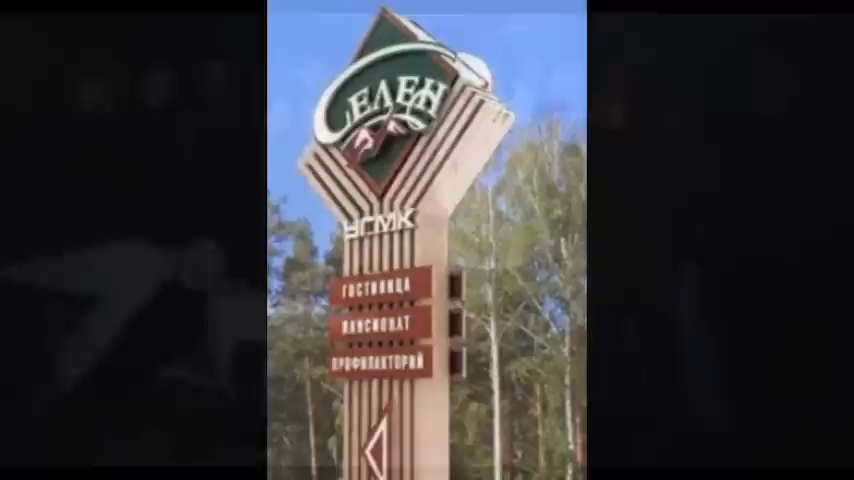 СЕЛЕН
УГМК
ГОСТИНИЦА
ПАНСИОНАТ
ПРОФИЛАКТОРИЙ